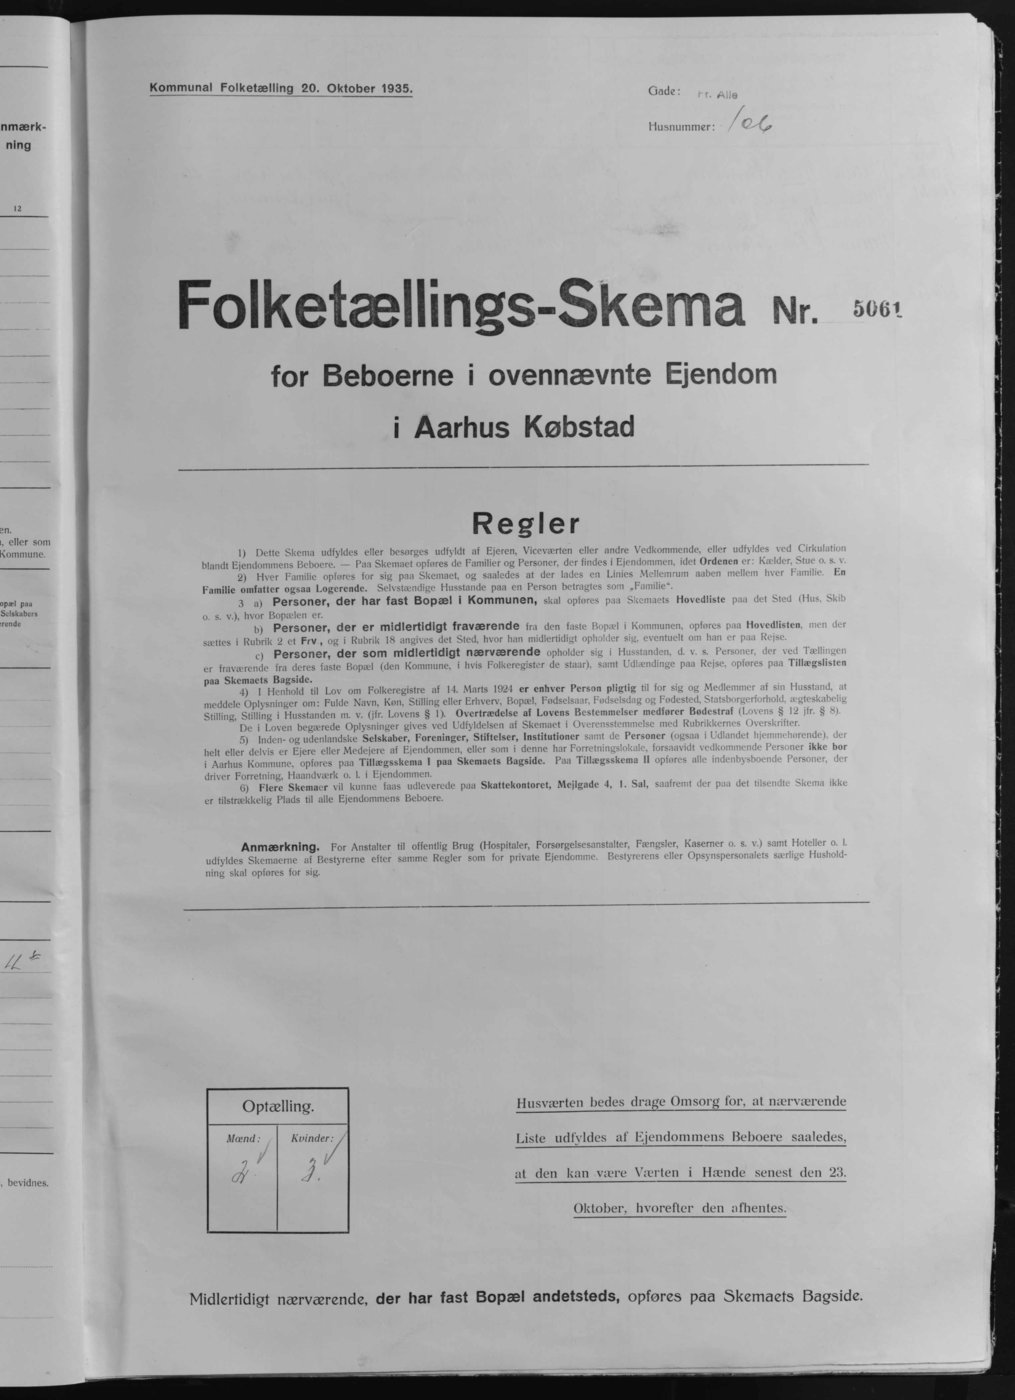 nmærk-
ning
12
en.
, eller som
Kommune.
opæl paa
Selskabers
rende
11
, bevidnes.
Kommunal Folketælling 20. Oktober 1935.
Gade: Fr. Alle
Husnummer: 106
Folketællings-Skema Nr. 5061
for Beboerne i ovennævnte Ejendom
i Aarhus Købstad
Regler
1) Dette Skema udfyldes eller besørges udfyldt af Ejeren, Viceværten eller andre Vedkommende, eller udfyldes ved Cirkulation
blandt Ejendommens Beboere. — Paa Skemaet opføres de Familier og Personer, der findes i Ejendommen, idet Ordenen er: Kælder, Stue o. s. v.
2) Hver Familie opføres for sig paa Skemaet, og saaledes at der lades en Linies Mellemrum aaben mellem hver Familie. En
Familie omfatter ogsaa Logerende. Selvstændige Husstande paa en Person betragtes som „Familie“.
3 a) Personer, der har fast Bopæl i Kommunen, skal opføres paa Skemaets Hovedliste paa det Sted (Hus, Skib
o. s. v.), hvor Bopælen er.
b) Personer, der er midlertidigt fraværende fra den faste Bopæl i Kommunen, opføres paa Hovedlisten, men der
sættes i Rubrik 2 et Frv., og i Rubrik 18 angives det Sted, hvor han midlertidigt opholder sig, eventuelt om han er paa Rejse.
c) Personer, der som midlertidigt nærværende opholder sig i Husstanden, d. v. s. Personer, der ved Tællingen
er fraværende fra deres faste Bopæl (den Kommune, i hvis Folkeregister de staar), samt Udlændinge paa Rejse, opføres paa Tillægslisten
paa Skemaets Bagside.
4) I Henhold til Lov om Folkeregistre af 14. Marts 1924 er enhver Person pligtig til for sig og Medlemmer af sin Husstand, at
meddele Oplysninger om: Fulde Navn, Køn, Stilling eller Erhverv, Bopæl, Fødselsaar, Fødselsdag og Fødested, Statsborgerforhold, ægteskabelig
Stilling, Stilling i Husstanden m. v. (jfr. Lovens § 1). Overtrædelse af Lovens Bestemmelser medfører Bødestraf (Lovens § 12 jfr. § 8).
De i Loven begærede Oplysninger gives ved Udfyldelsen af Skemaet i Overensstemmelse med Rubrikkernes Overskrifter.
5) Inden- og udenlandske Selskaber, Foreninger, Stiftelser, Institutioner samt de Personer (ogsaa i Udlandet hjemmehørende), der
helt eller delvis er Ejere eller Medejere af Ejendommen, eller som i denne har Forretningslokale, forsaavidt vedkommende Personer ikke bor
i Aarhus Kommune, opføres paa Tillægsskema I paa Skemaets Bagside. Paa Tillægsskema II opføres alle indenbysboende Personer, der
driver Forretning, Haandværk o. l. i Ejendommen.
6) Flere Skemaer vil kunne faas udleverede paa Skattekontoret, Mejlgade 4, 1. Sal, saafremt der paa det tilsendte Skema ikke
er tilstrækkelig Plads til alle Ejendommens Beboere.
Anmærkning. For Anstalter til offentlig Brug (Hospitaler, Forsørgelsesanstalter, Fængsler, Kaserner o. s. v.) samt Hoteller o. l.
udfyldes Skemaerne af Bestyrerne efter samme Regler som for private Ejendomme. Bestyrerens eller Opsynspersonalets særlige Hushold-
ning skal opføres for sig.
Optælling.
Mænd: Kvinder:
2 3.
Husværten bedes drage Omsorg for, at nærværende
Liste udfyldes af Ejendommens Beboere saaledes,
at den kan være Værten i Hænde senest den 23.
Oktober, hvorefter den afhentes.
Midlertidigt nærværende, der har fast Bopæl andetsteds, opføres paa Skemaets Bagside.